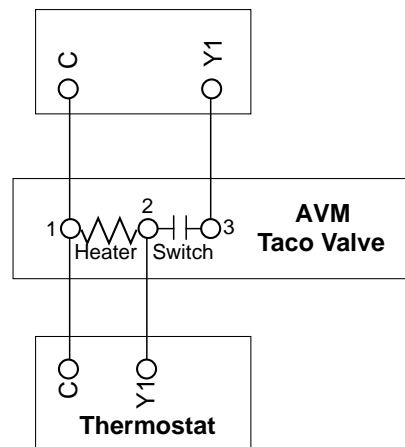 C Y1
1 2 3
Heater Switch
AVM
Taco Valve
C Y1
Thermostat